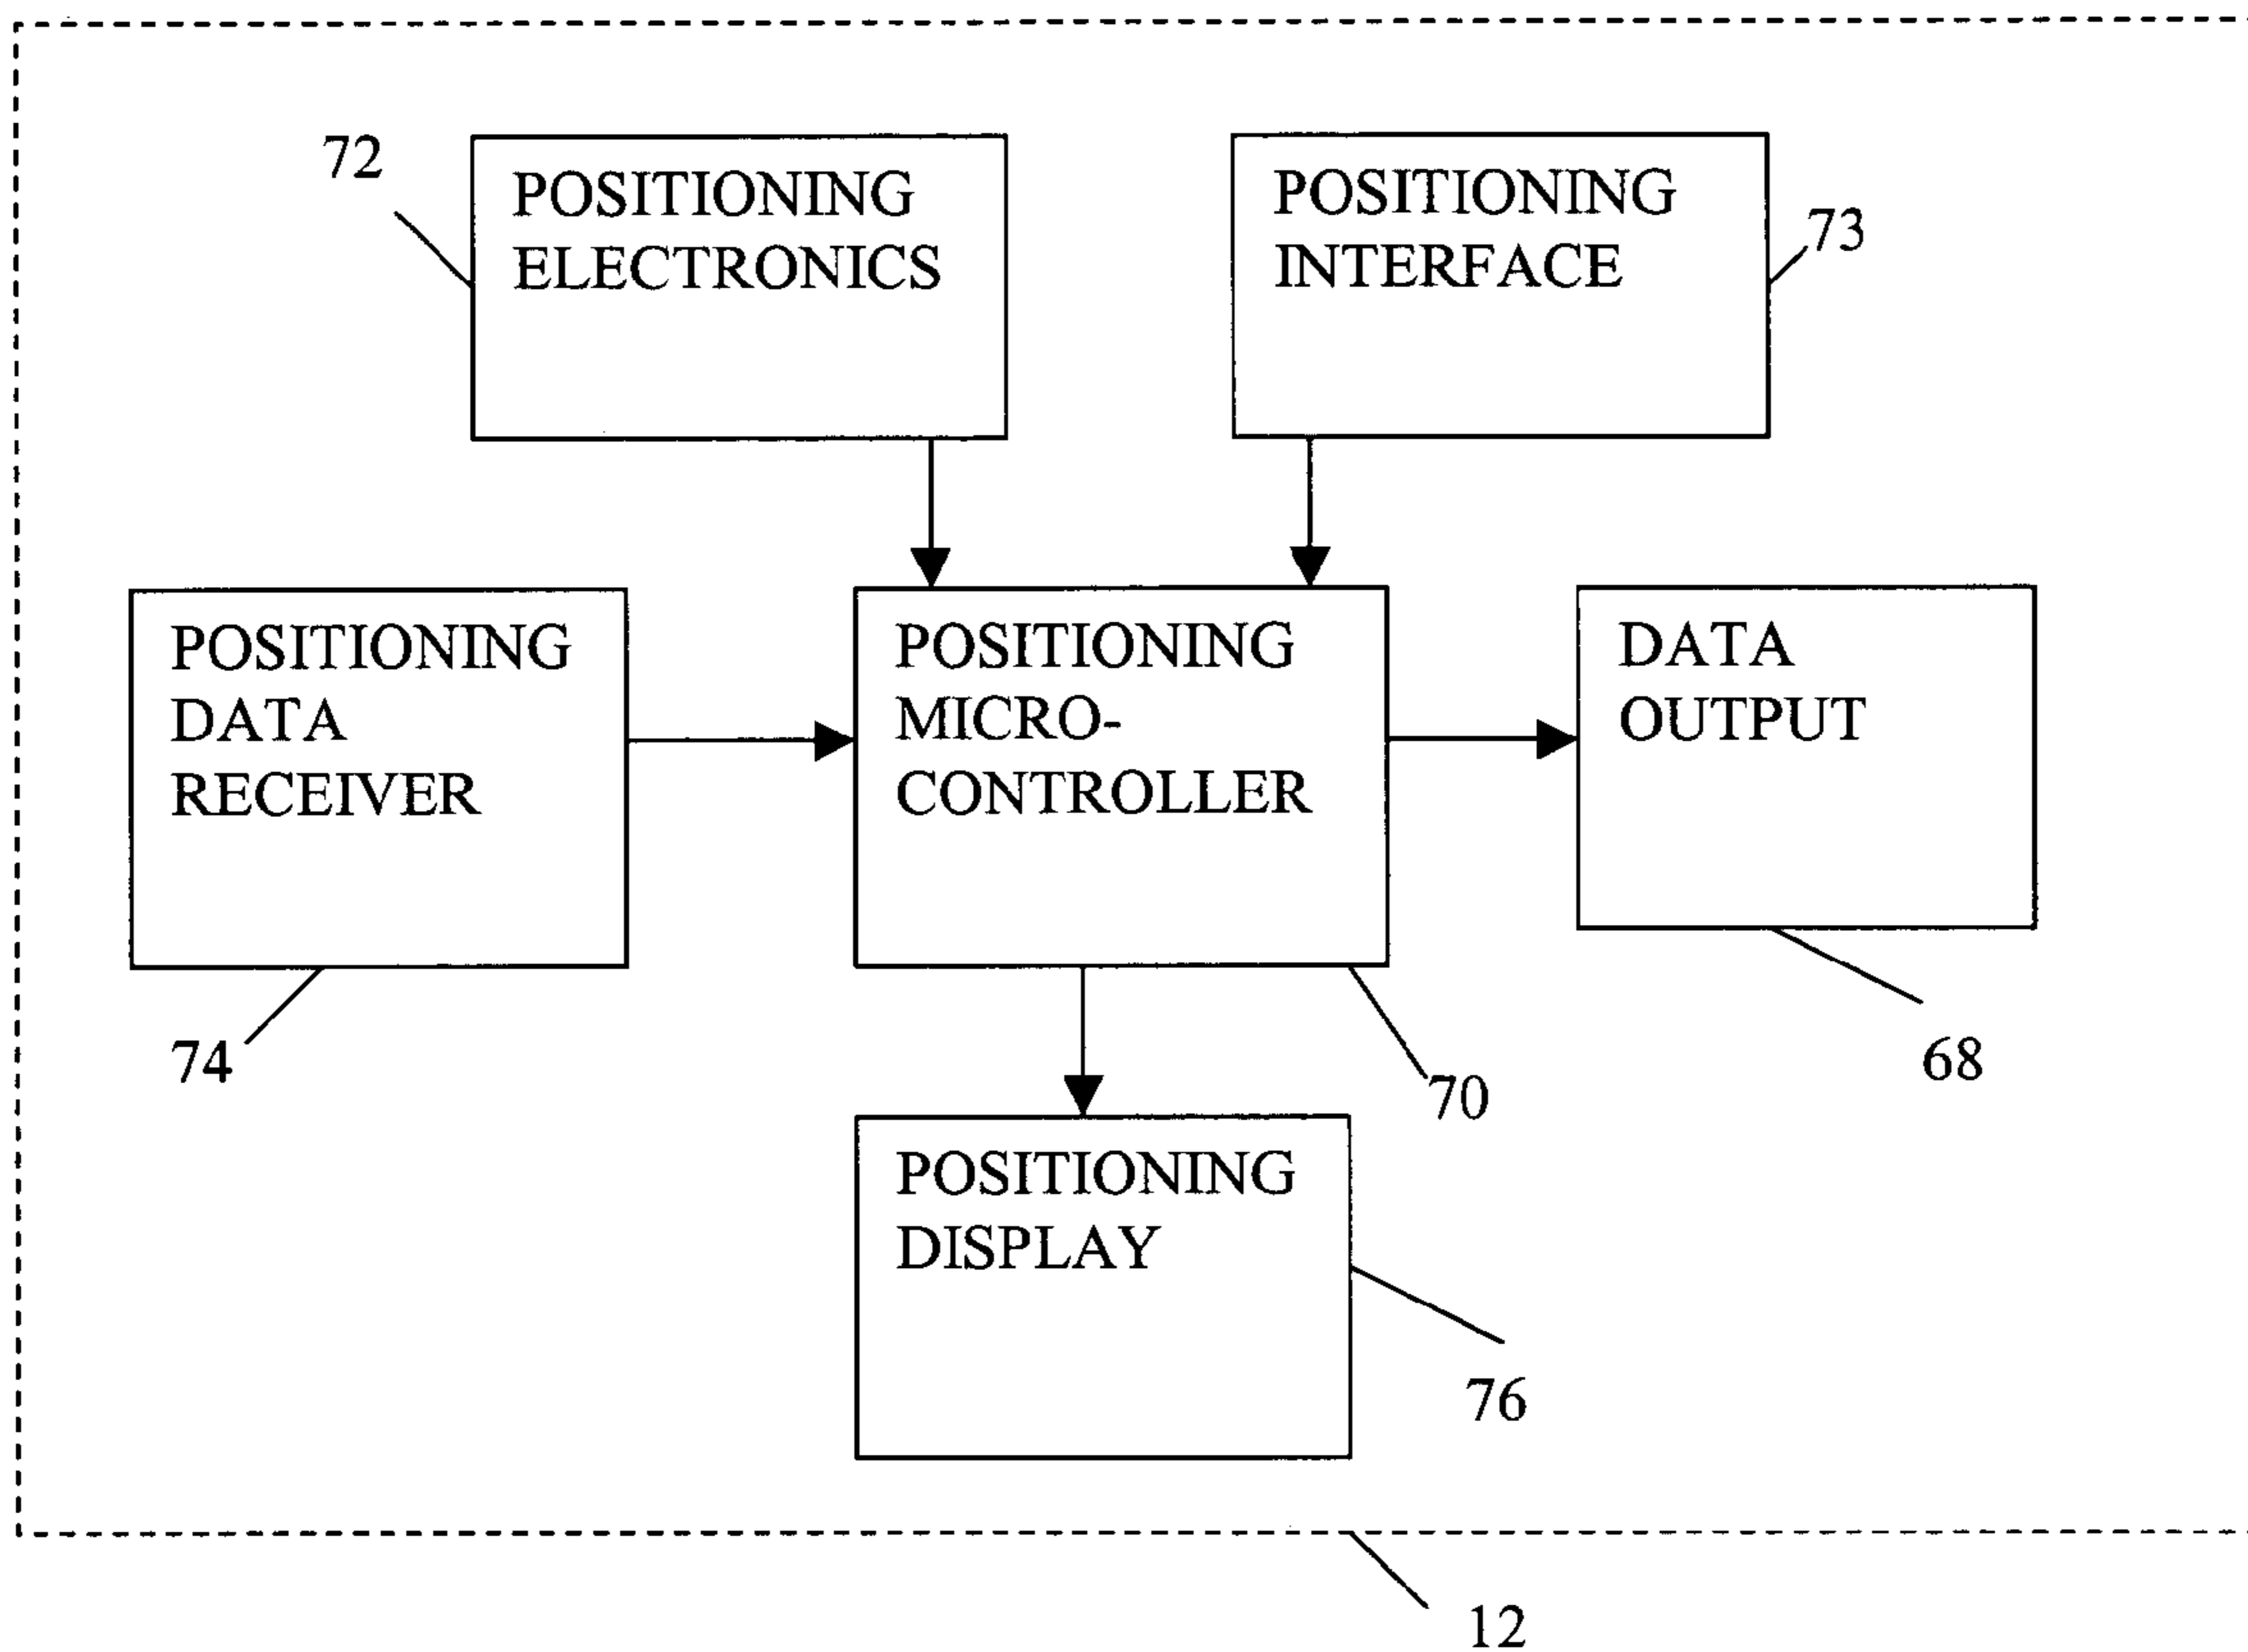 72
POSITIONING
ELECTRONICS
POSITIONING
INTERFACE
73
POSITIONING
DATA
RECEIVER
POSITIONING
MICRO-
CONTROLLER
DATA
OUTPUT
74
70
68
POSITIONING
DISPLAY
76
12